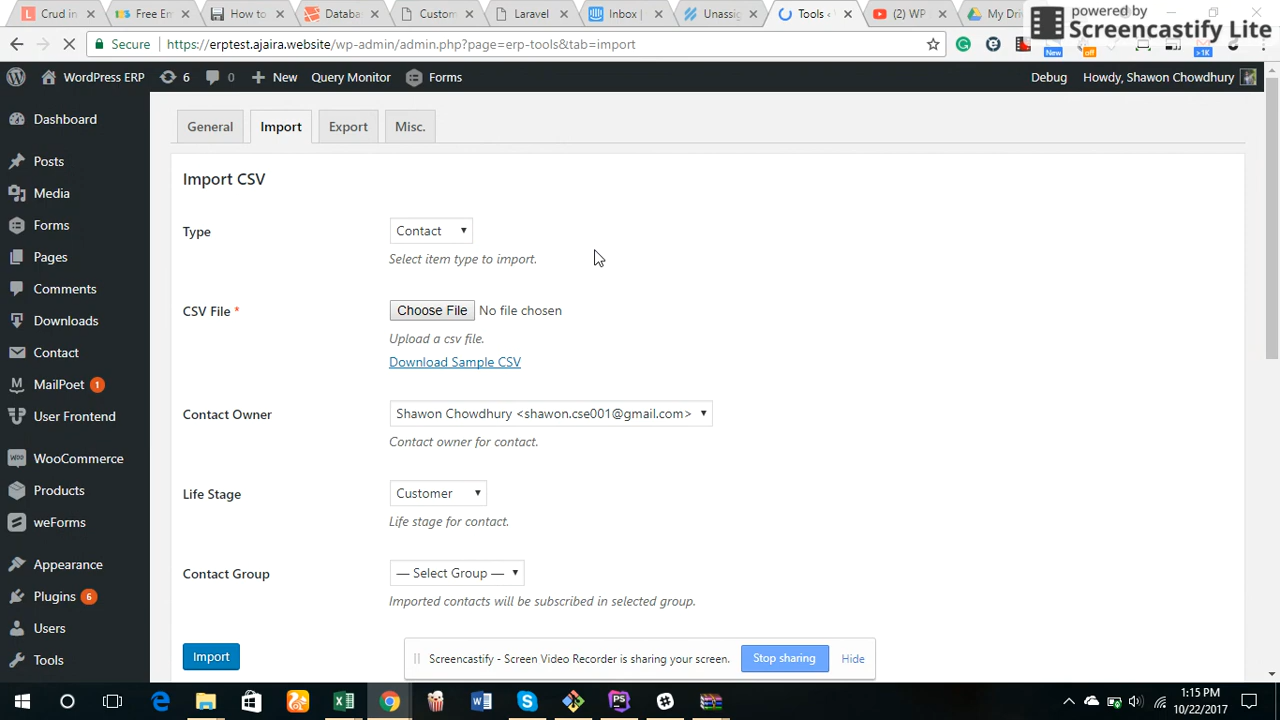 Crud in
Free Em
How to
Databa
Custom
Laravel
Inbox |
Unassig
Tools ‹
(2) WP
My Driv
powered by
Screencastify Lite
Secure
https://erptest.ajaira.website/wp-admin/admin.php?page=erp-tools&tab=import
New
off
>1K
WordPress ERP
6
0
New
Query Monitor
Forms
Debug
Howdy, Shawon Chowdhury
Dashboard
Posts
Media
Forms
Pages
Comments
Downloads
Contact
MailPoet 1
User Frontend
WooCommerce
Products
weForms
Appearance
Plugins 6
Users
Tools
General
Import
Export
Misc.
Import CSV
Type
Contact
Select item type to import.
CSV File *
Choose File No file chosen
Upload a csv file.
Download Sample CSV
Contact Owner
Shawon Chowdhury <shawon.cse001@gmail.com>
Contact owner for contact.
Life Stage
Customer
Life stage for contact.
Contact Group
— Select Group —
Imported contacts will be subscribed in selected group.
Import
Screencastify - Screen Video Recorder is sharing your screen.
Stop sharing
Hide
1:15 PM
10/22/2017